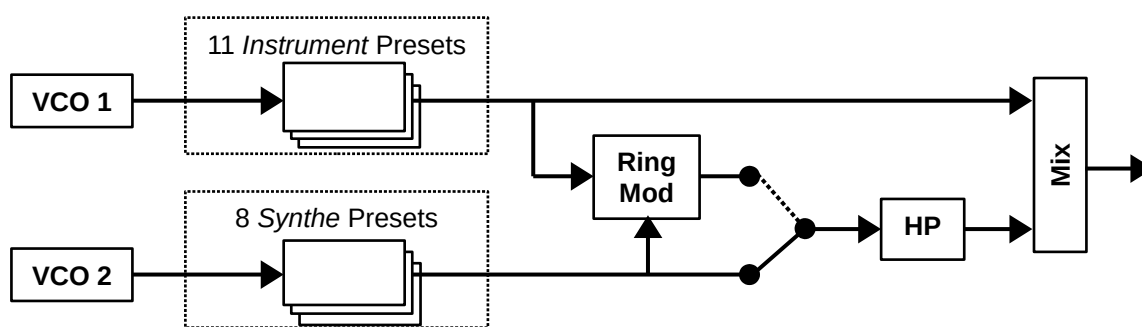 11 Instrument Presets
VCO 1
Ring
Mod
Mix
8 Synthe Presets
HP
VCO 2